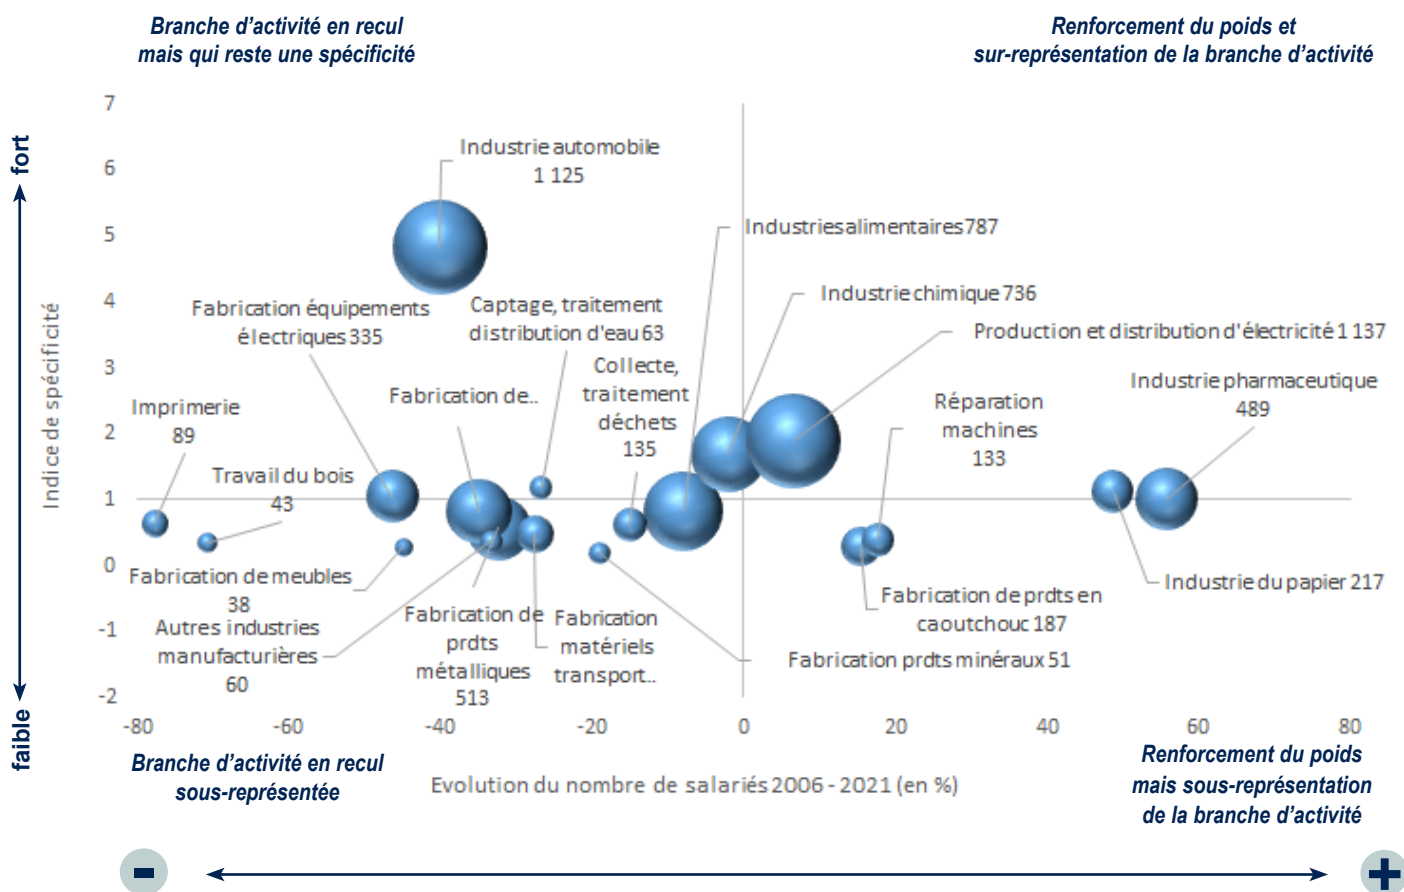 Branche d’activité en recul
mais qui reste une spécificité
Renforcement du poids et
sur-représentation de la branche d’activité
fort
faible
Indice de spécificité
7
6
5
4
3
2
1
0
-1
-2
Industrie automobile
1 125
Industries alimentaires 787
Fabrication équipements
électriques 335
Captage, traitement
distribution d'eau 63
Industrie chimique 736
Production et distribution d'électricité 1 137
Collecte,
traitement
déchets
135
Imprimerie
89
Fabrication de..
Réparation
machines
133
Industrie pharmaceutique
489
Travail du bois
43
Fabrication de meubles
38
Autres industries
manufacturières
60
Fabrication de
prdts
métalliques
513
Fabrication
matériels
transport..
Fabrication prdts minéraux 51
Fabrication de prdts en
caoutchouc 187
Industrie du papier 217
-80
-60
-40
-20
0
20
40
60
80
Branche d’activité en recul
sous-représentée
Evolution du nombre de salariés 2006 - 2021 (en %)
Renforcement du poids
mais sous-représentation
de la branche d’activité
-
+